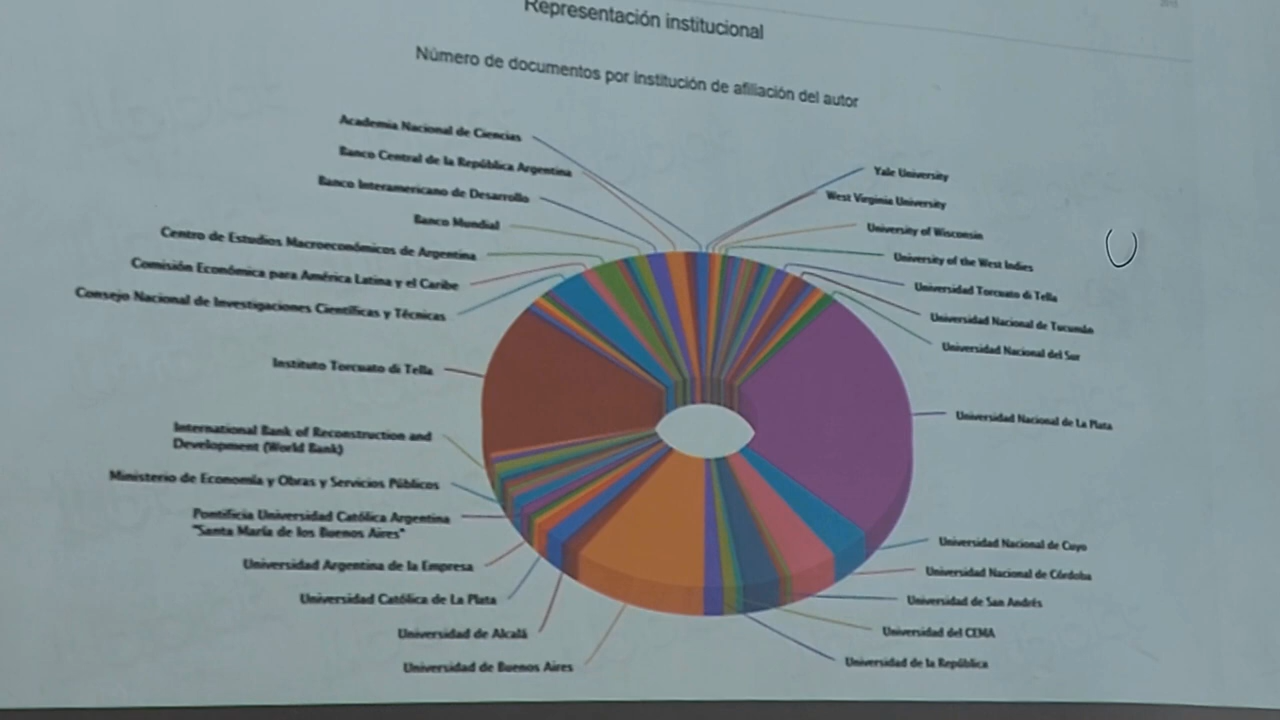 Representación institucional
Número de documentos por institución de afiliación del autor
Academia Nacional de Ciencias
Banco Central de la República Argentina
Banco Interamericano de Desarrollo
Banco Mundial
Centro de Estudios Macroeconómicos de Argentina
Comisión Económica para América Latina y el Caribe
Consejo Nacional de Investigaciones Científicas y Técnicas
Instituto Torcuato di Tella
International Bank of Reconstruction and
Development (World Bank)
Ministerio de Economía y Obras y Servicios Públicos
Pontificia Universidad Católica Argentina
"Santa María de los Buenos Aires"
Universidad Argentina de la Empresa
Universidad Católica de La Plata
Universidad de Alcalá
Universidad de Buenos Aires
Yale University
West Virginia University
University of Wisconsin
University of the West Indies
Universidad Torcuato di Tella
Universidad Nacional de Tucumán
Universidad Nacional del Sur
Universidad Nacional de La Plata
Universidad Nacional de Cuyo
Universidad Nacional de Córdoba
Universidad de San Andrés
Universidad del CEMA
Universidad de la República